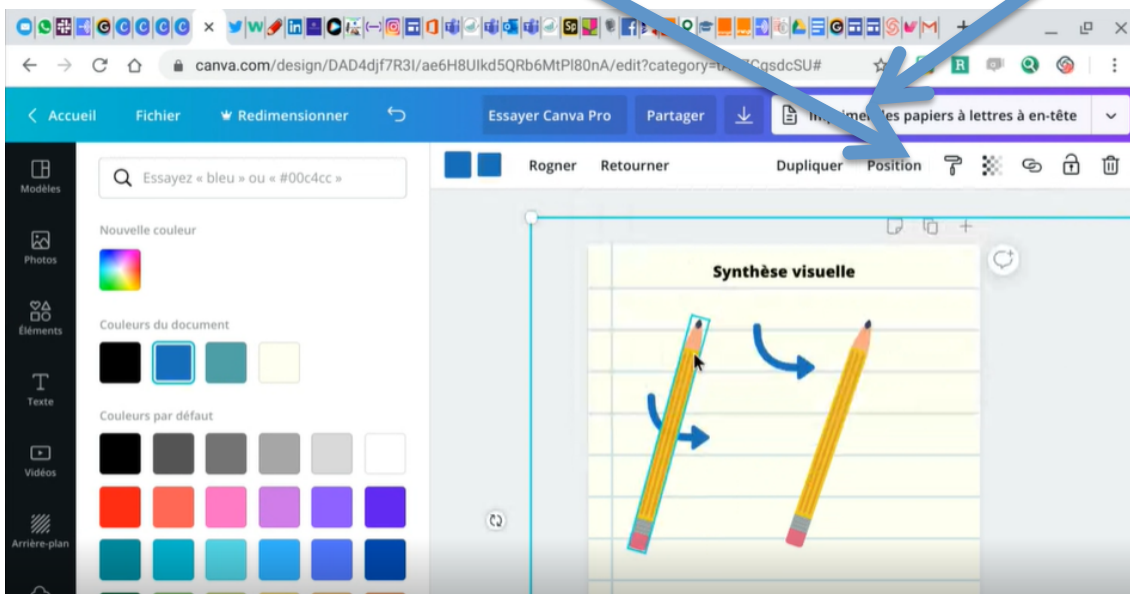 canva.com/design/DAD4djf7R3I/ae6H8UIkd5QRb6MtPl80nA/edit?category=
Accueil Fichier Redimensionner Essayer Canva Pro Partager papiers à lettres à en-tête
Modèles
Photos
Éléments
Texte
Vidéos
Arrière-plan
Essayez « bleu » ou « #00c4cc »
Nouvelle couleur
Couleurs du document
Couleurs par défaut
Rogner Retourner Dupliquer Position
Synthèse visuelle